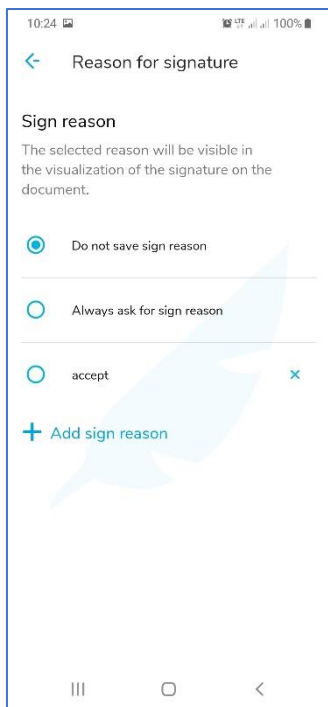 10:24 LTE 100%
Reason for signature
Sign reason
The selected reason will be visible in
the visualization of the signature on the
document.
Do not save sign reason
Always ask for sign reason
accept
Add sign reason